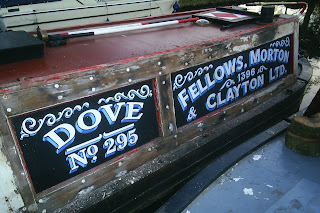 DOVE
No 295
FELLOWS, MORTON
1396
& CLAYTON LTD.